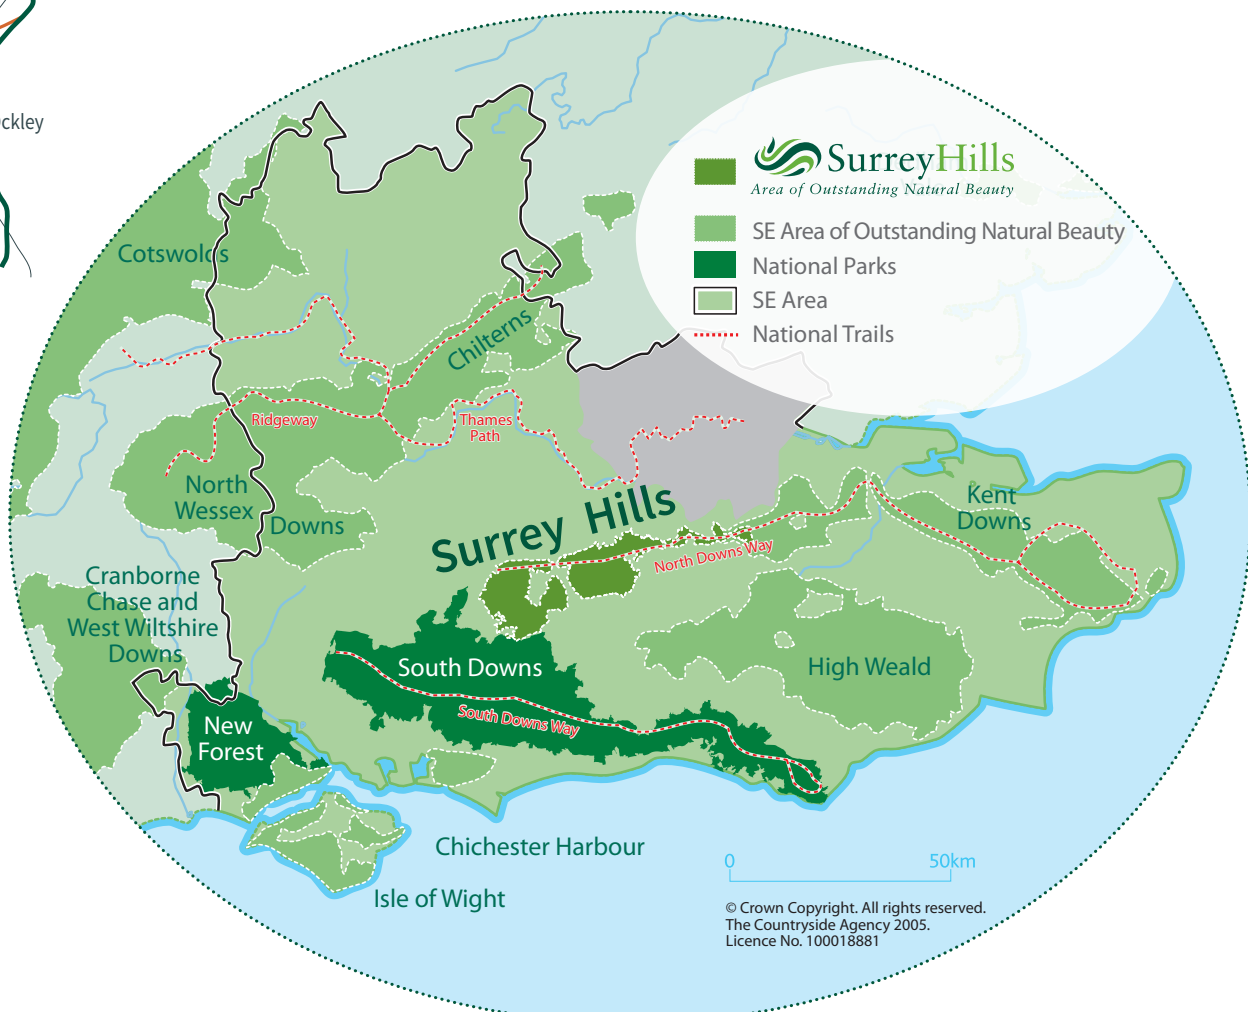 SurreyHills
Area of Outstanding Natural Beauty
SE Area of Outstanding Natural Beauty
National Parks
SE Area
National Trails
Cotswolds
Chilterns
Ridgeway
Thames
Path
North
Wessex
Downs
Surrey Hills
North Downs Way
Kent
Downs
Cranborne
Chase and
West Wiltshire
Downs
South Downs
South Downs Way
High Weald
New
Forest
Chichester Harbour
Isle of Wight
0 50km
© Crown Copyright. All rights reserved.
The Countryside Agency 2005.
Licence No. 100018881